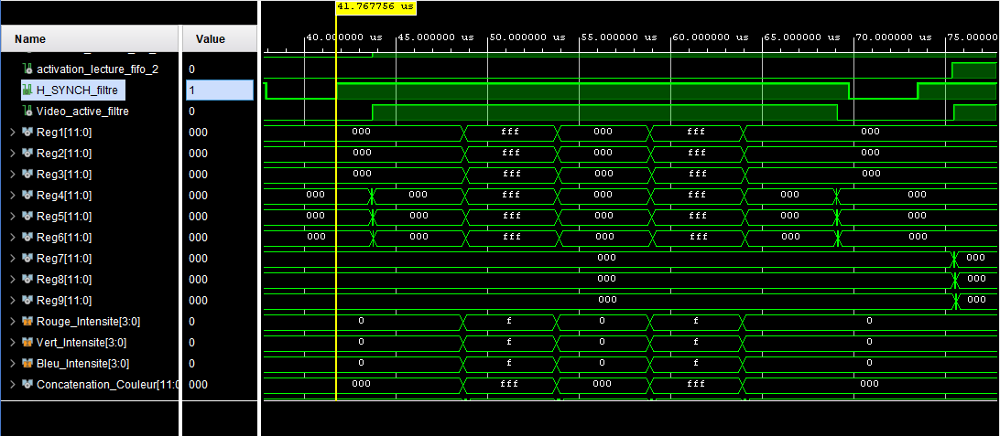 41.767756 us
Name Value
40.000000 us 45.000000 us 50.000000 us 55.000000 us 60.000000 us 65.000000 us 70.000000 us 75.00000
activation_lecture_fifo_2 0
H_SYNCH_filtre 1
Video_active_filtre 0
Reg1[11:0] 000 000 fff 000 fff 000
Reg2[11:0] 000 000 fff 000 fff 000
Reg3[11:0] 000 000 fff 000 fff 000
Reg4[11:0] 000 000 000 fff 000 fff 000 000
Reg5[11:0] 000 000 000 fff 000 fff 000 000
Reg6[11:0] 000 000 000 fff 000 fff 000 000
Reg7[11:0] 000 000 000
Reg8[11:0] 000 000 000
Reg9[11:0] 000 000 000
Rouge_Intensite[3:0] 0 0 f 0 f 0
Vert_Intensite[3:0] 0 0 f 0 f 0
Bleu_Intensite[3:0] 0 0 f 0 f 0
Concatenation_Couleur[11:0 000 000 fff 000 fff 000